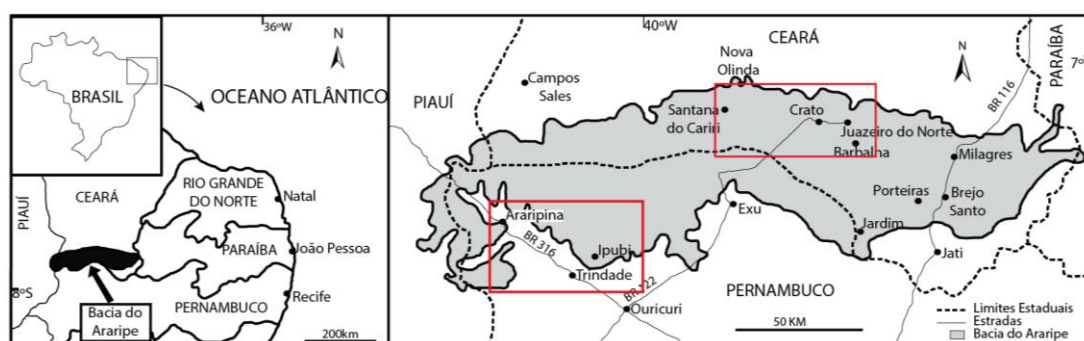 36ºW
N
BRASIL
OCEANO ATLÂNTICO
PIAUÍ
CEARÁ
RIO GRANDE
DO NORTE
Natal
PARAÍBA
João Pessoa
8ºS
PERNAMBUCO
Recife
Bacia do
Araripe
200km
40ºW
CEARÁ
N
7º
PARAÍBA
PIAUÍ
Campos
Sales
Nova
Olinda
BR 116
Santana
do Cariri
Crato
Juazeiro do Norte
Barbalha
Milagres
Porteiras
Brejo
Santo
Araripina
Exu
Jardim
BR 316
Ipubi
Trindade
Jati
BR 122
PERNAMBUCO
Ouricuri
50 KM
Limites Estaduais
Estradas
Bacia do Araripe